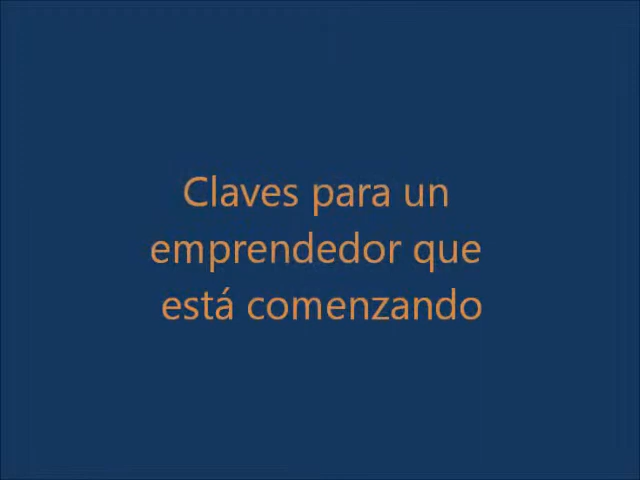 Claves para un
emprendedor que
está comenzando